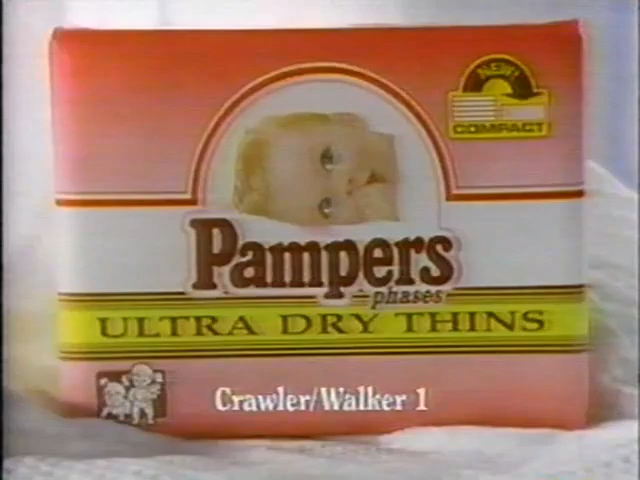 NEW!
COMPACT
Pampers
phases
ULTRA DRY THINS
Crawler/Walker 1